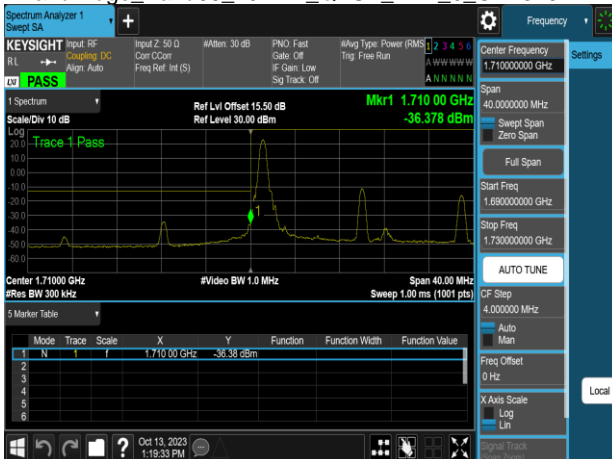 Spectrum Analyzer 1
Swept SA
+
Frequency
KEYSIGHT
Input: RF
Input Z: 50 Ω
#Atten: 30 dB
PNO: Fast
#Avg Type: Power (RMS
1 2 3 4 5 6
RL
Coupling: DC
Corr CCorr
Gate: Off
Trig: Free Run
A W W W W W
Align: Auto
Freq Ref: Int (S)
IF Gain: Low
Sig Track: Off
A N N N N N
LXI
PASS
1 Spectrum
Ref Lvl Offset 15.50 dB
Mkr1 1.710 00 GHz
Scale/Div 10 dB
Ref Level 30.00 dBm
-36.378 dBm
Log
Trace 1 Pass
20.0
10.0
0.00
-10.0
-20.0
-30.0
-40.0
-50.0
-60.0
1
Center 1.71000 GHz
#Video BW 1.0 MHz
Span 40.00 MHz
#Res BW 300 kHz
Sweep 1.00 ms (1001 pts)
5 Marker Table
Mode Trace Scale X Y Function Function Width Function Value
1 N 1 f 1.710 00 GHz -36.38 dBm
2
3
4
5
6
Oct 13, 2023
1:19:33 PM
Center Frequency
1.710000000 GHz
Settings
Span
40.0000000 MHz
Swept Span
Zero Span
Full Span
Start Freq
1.690000000 GHz
Stop Freq
1.730000000 GHz
AUTO TUNE
CF Step
4.000000 MHz
Auto
Man
Freq Offset
0 Hz
Local
X Axis Scale
Log
Lin
Signal Track